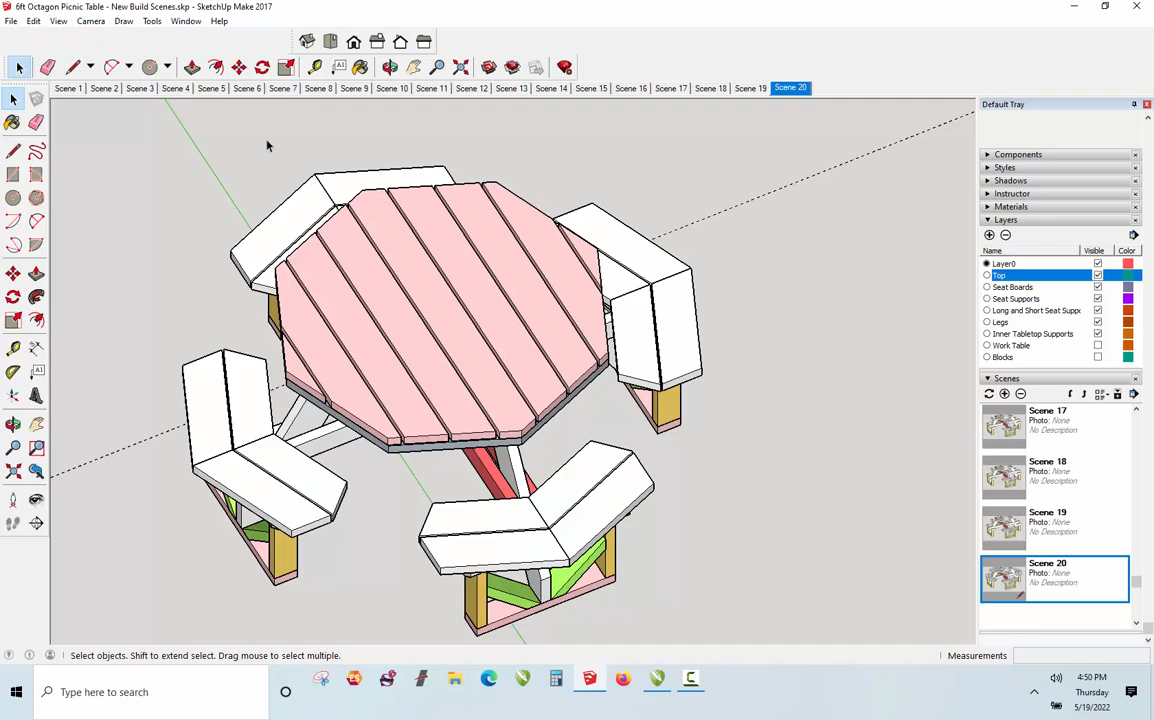 6ft Octagon Picnic Table - New Build Scenes.skp - SketchUp Make 2017
File Edit View Camera Draw Tools Window Help
Scene 1 Scene 2 Scene 3 Scene 4 Scene 5 Scene 6 Scene 7 Scene 8 Scene 9 Scene 10 Scene 11 Scene 12 Scene 13 Scene 14 Scene 15 Scene 16 Scene 17 Scene 18 Scene 19 Scene 20
Default Tray
Components
Styles
Shadows
Instructor
Materials
Layers
Name Visible Color
Layer0
Top
Seat Boards
Seat Supports
Long and Short Seat Suppc
Legs
Inner Tabletop Supports
Work Table
Blocks
Scenes
Scene 17
Photo: None
No Description
Scene 18
Photo: None
No Description
Scene 19
Photo: None
No Description
Scene 20
Photo: None
No Description
Select objects. Shift to extend select. Drag mouse to select multiple.
Measurements
Type here to search
4:50 PM
Thursday
5/19/2022